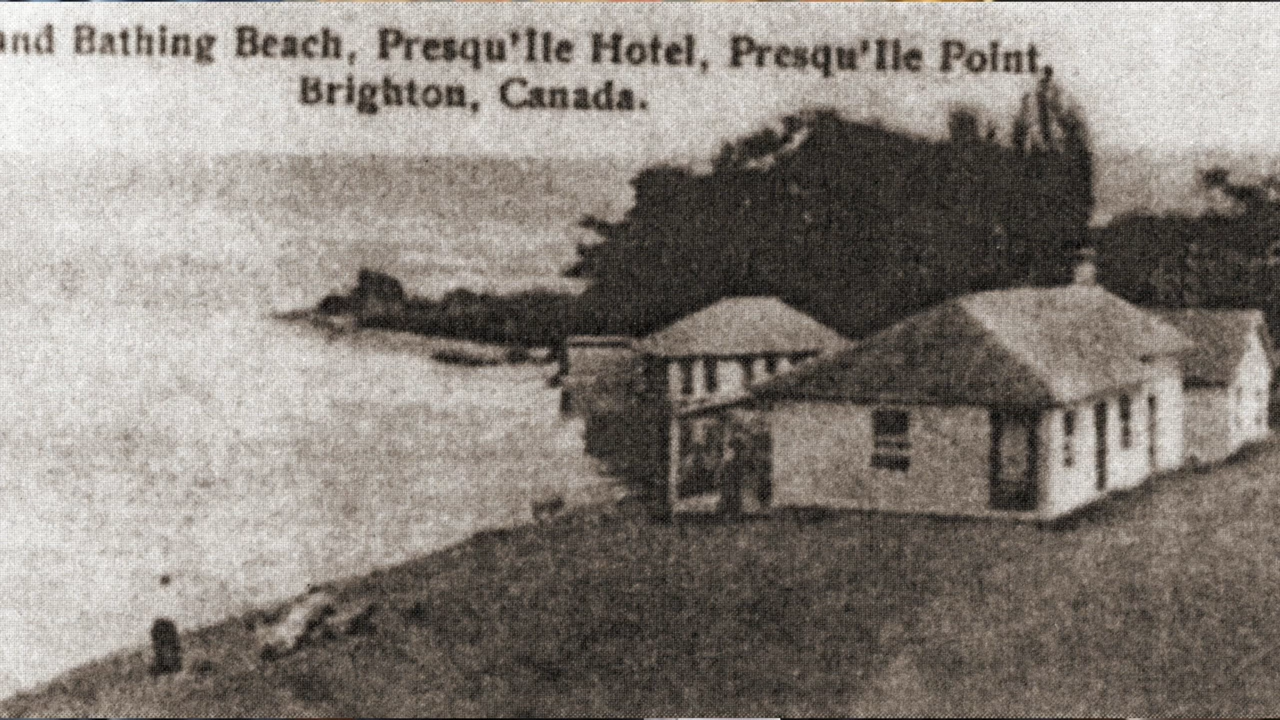 and Bathing Beach, Presqu'Ile Hotel, Presqu'Ile Point,
Brighton, Canada.